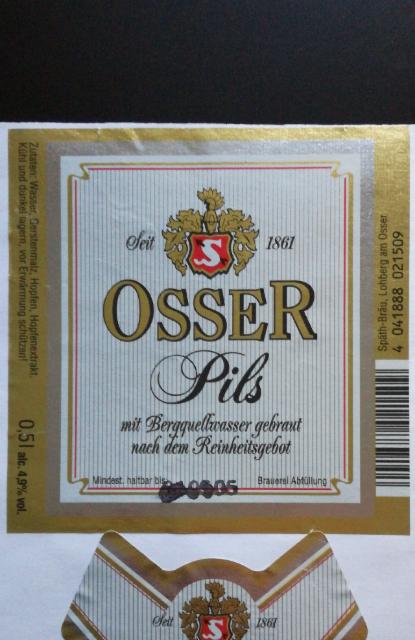 Seit 1861
S
OSSER
Pils
mit Bergquellwasser gebraut
nach dem Reinheitsgebot
Mindest. haltbar bis
Brauerei Abfüllung
Zutaten: Wasser, Gerstenmalz, Hopfen, Hopfenextrakt.
Kühl und dunkel lagern, vor Erwärmung schützen!
0,5 l alc. 4,9% vol.
Späth-Bräu, Lohberg am Osser
4 041888 021509
Seit 1861
S